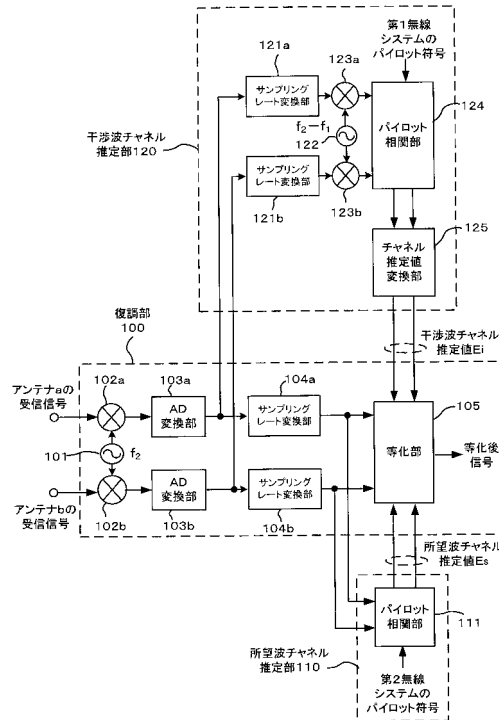 第1無線
システムの
パイロット符号
121a
123a
サンプリング
レート変換部
124
f₂−f₁
122
パイロット
相関部
干渉波チャネル
推定部120
サンプリング
レート変換部
121b
123b
125
チャネル
推定値
変換部
復調部
100
干渉波チャネル
推定値Ei
102a
103a
104a
アンテナaの
受信信号
AD
変換部
サンプリング
レート変換部
105
101
f₂
等化部
等化後
信号
アンテナbの
受信信号
AD
変換部
サンプリング
レート変換部
102b
103b
104b
所望波チャネル
推定値Es
パイロット
相関部
111
所望波チャネル
推定部110
第2無線
システムの
パイロット符号